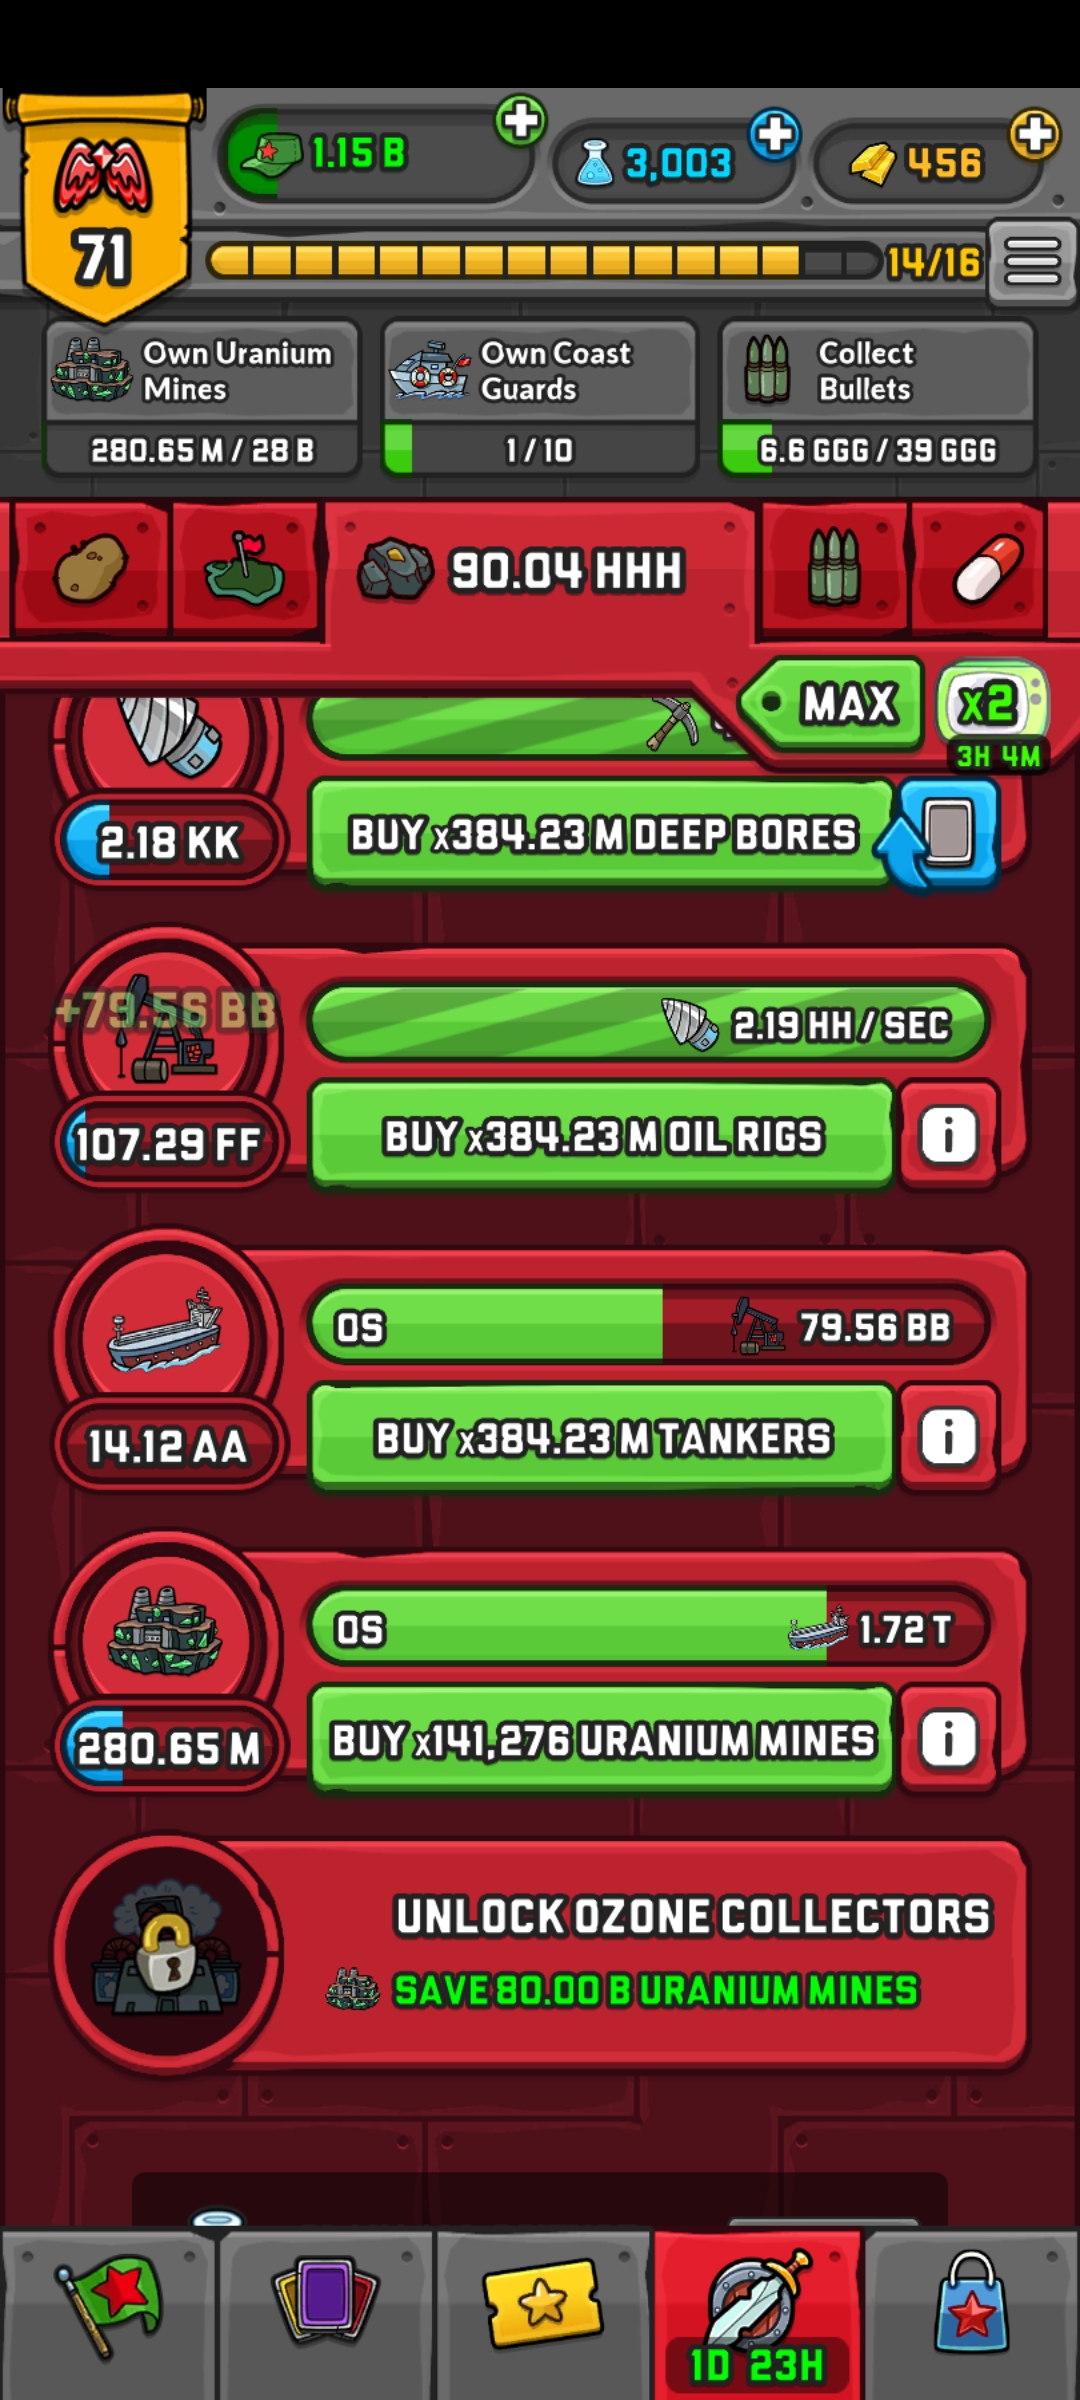 1.15 B
3,003
456
71
14/16
Own Uranium
Mines
280.65 M / 28 B
Own Coast
Guards
1 / 10
Collect
Bullets
6.6 GGG / 39 GGG
90.04 HHH
MAX
x2
3H 4M
2.18 KK
BUY x384.23 M DEEP BORES
+79.56 BB
2.19 HH / SEC
107.29 FF
BUY x384.23 M OIL RIGS
i
0S
79.56 BB
14.12 AA
BUY x384.23 M TANKERS
i
0S
1.72 T
280.65 M
BUY x141,276 URANIUM MINES
i
UNLOCK OZONE COLLECTORS
SAVE 80.00 B URANIUM MINES
1D 23H